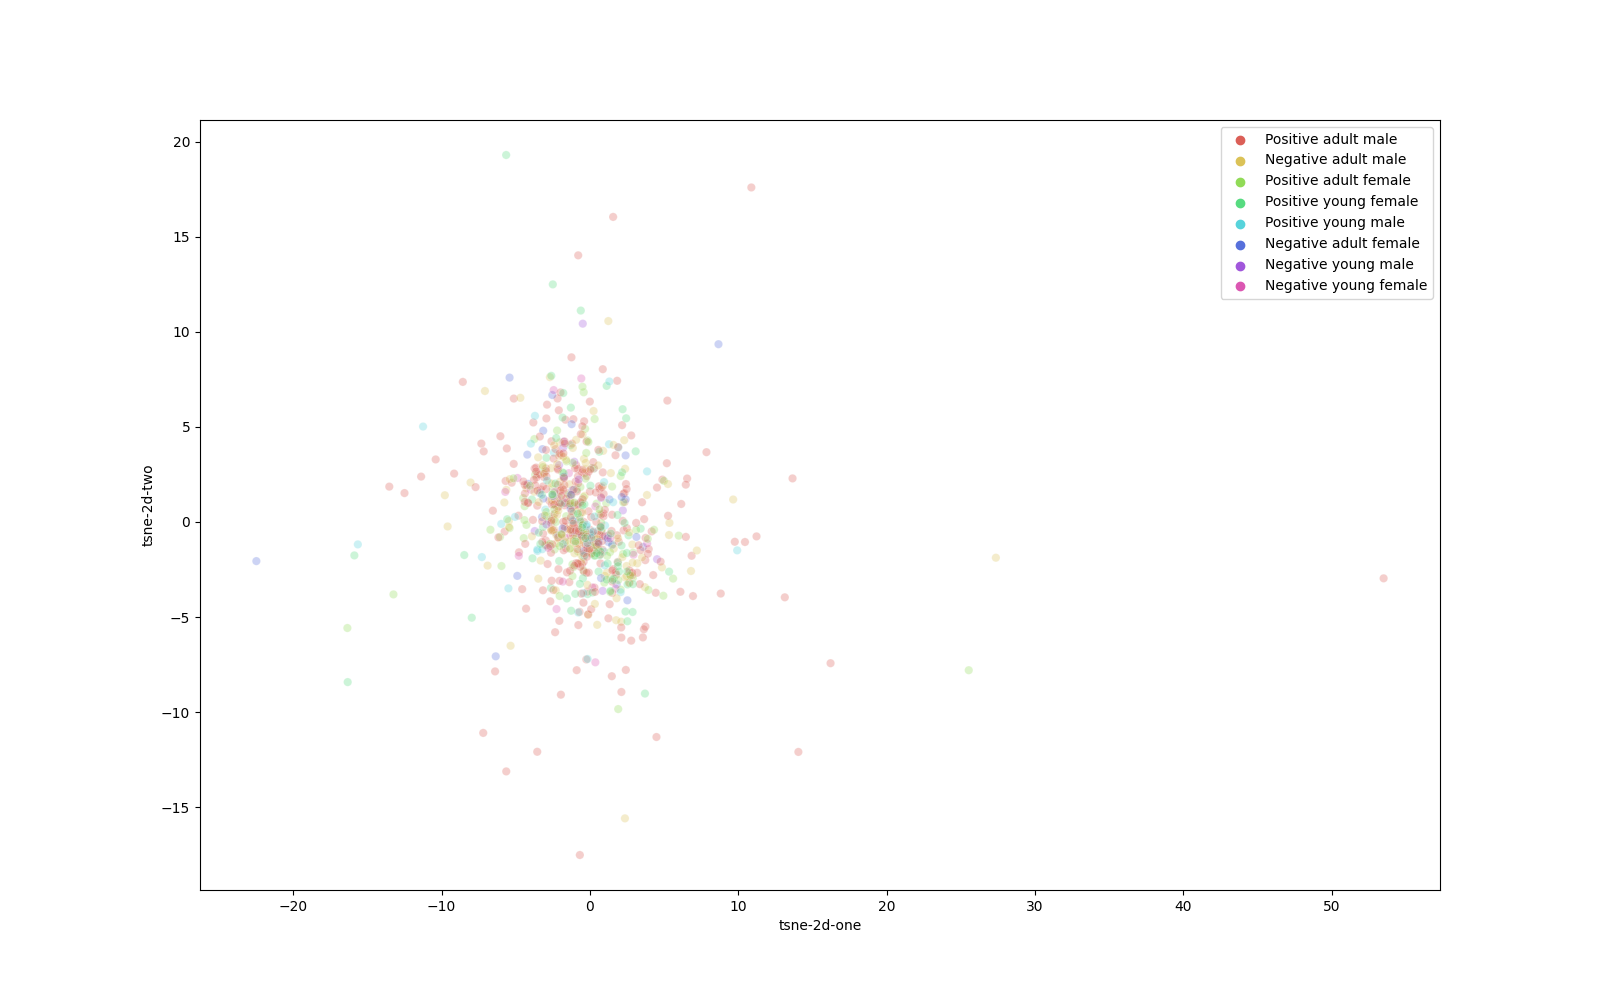 Positive adult male
Negative adult male
Positive adult female
Positive young female
Positive young male
Negative adult female
Negative young male
Negative young female
20
15
10
5
0
−5
−10
−15
tsne-2d-two
−20
−10
0
10
20
30
40
50
tsne-2d-one